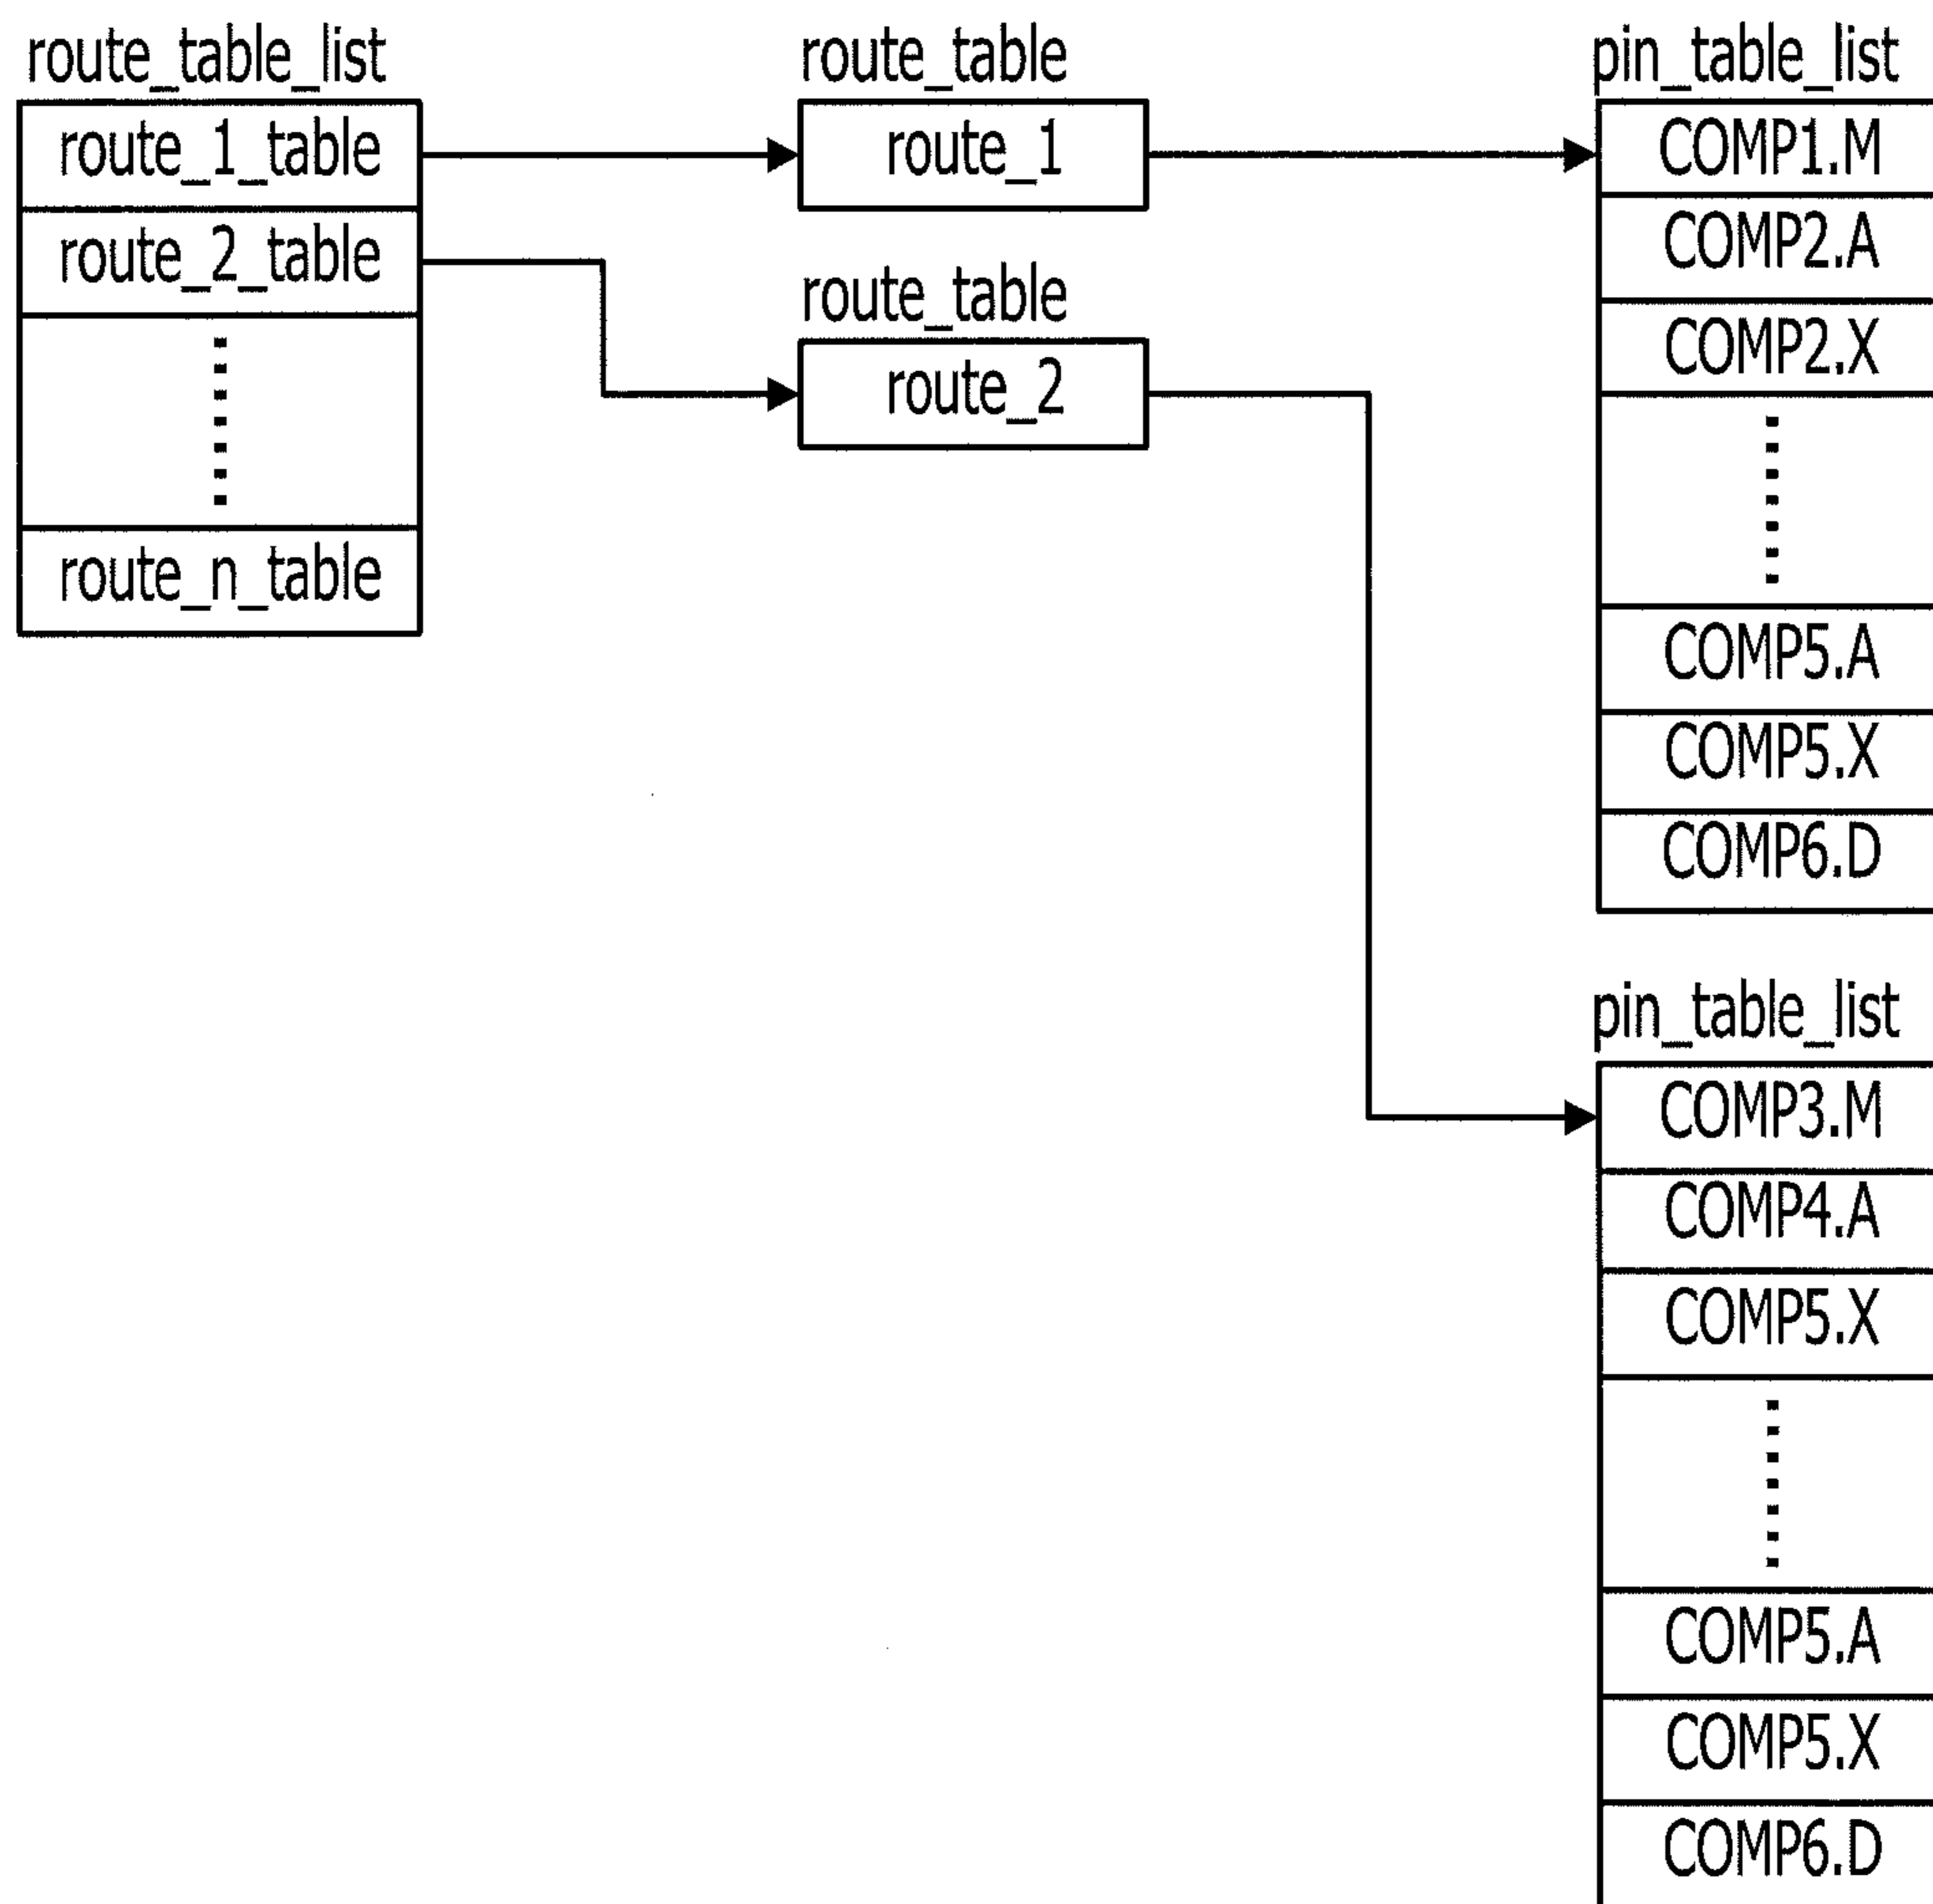 route_table_list
route_1_table
route_2_table
route_n_table
route_table
route_1
route_table
route_2
pin_table_list
COMP1.M
COMP2.A
COMP2.X
COMP5.A
COMP5.X
COMP6.D
pin_table_list
COMP3.M
COMP4.A
COMP5.X
COMP5.A
COMP5.X
COMP6.D